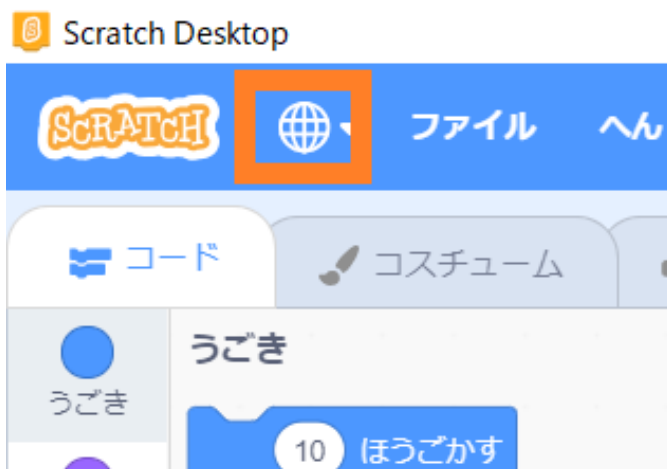 Scratch Desktop
SCRATCH ファイル へん
コード コスチューム
うごき
うごき
10 ほうごかす